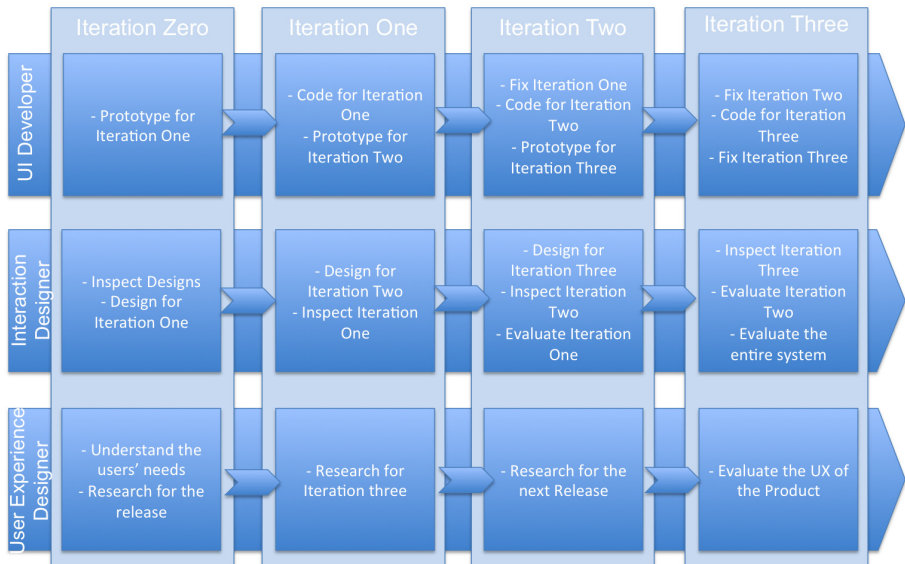 Iteration Zero
Iteration One
Iteration Two
Iteration Three
UI Developer
- Prototype for
Iteration One
- Code for Iteration
One
- Prototype for
Iteration Two
- Fix Iteration One
- Code for Iteration
Two
- Prototype for
Iteration Three
- Fix Iteration Two
- Code for Iteration
Three
- Fix Iteration Three
Interaction
Designer
- Inspect Designs
- Design for
Iteration One
- Design for
Iteration Two
- Inspect Iteration
One
- Design for
Iteration Three
- Inspect Iteration
Two
- Evaluate Iteration
One
- Inspect Iteration
Three
- Evaluate Iteration
Two
- Evaluate the
entire system
User Experience
Designer
- Understand the
users’ needs
- Research for the
release
- Research for
Iteration three
- Research for the
next Release
- Evaluate the UX of
the Product